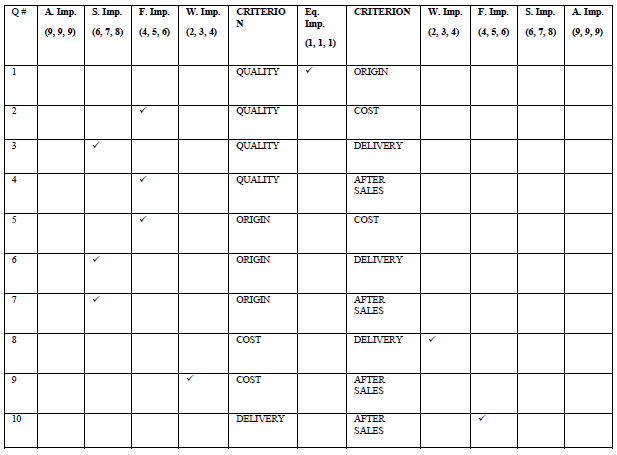 Q # A. Imp. S. Imp. F. Imp. W. Imp. CRITERIO Eq. CRITERION W. Imp. F. Imp. S. Imp. A. Imp.
N Imp.
(9, 9, 9) (6, 7, 8) (4, 5, 6) (2, 3, 4) (1, 1, 1) (2, 3, 4) (4, 5, 6) (6, 7, 8) (9, 9, 9)
1 QUALITY ✓ ORIGIN
2 ✓ QUALITY COST
3 ✓ QUALITY DELIVERY
4 ✓ QUALITY AFTER
SALES
5 ✓ ORIGIN COST
6 ✓ ORIGIN DELIVERY
7 ✓ ORIGIN AFTER
SALES
8 COST DELIVERY ✓
9 ✓ COST AFTER
SALES
10 DELIVERY AFTER ✓
SALES